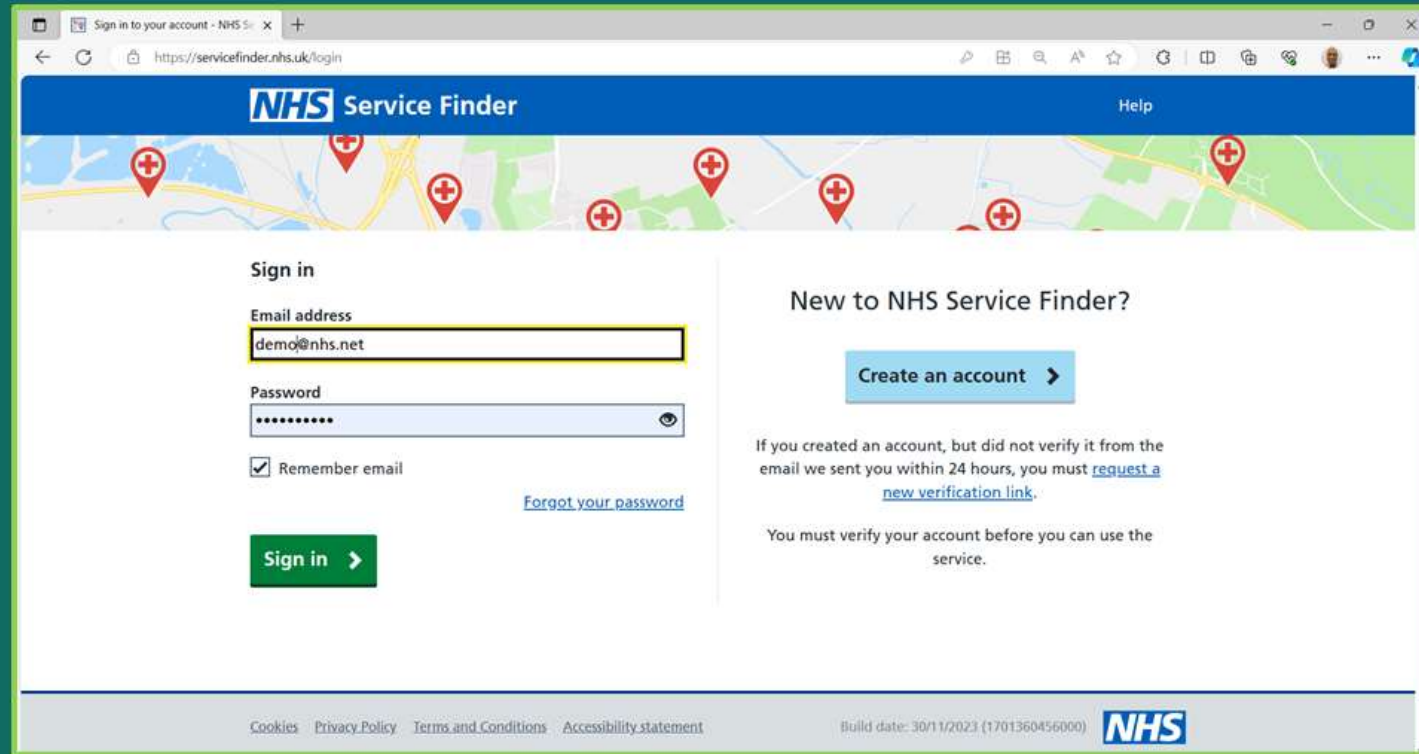 Sign in to your account - NHS Se
https://servicefinder.nhs.uk/login
NHS Service Finder
Help
Sign in
Email address
demo@nhs.net
Password
••••••••••
Remember email
Forgot your password
Sign in
New to NHS Service Finder?
Create an account
If you created an account, but did not verify it from the
email we sent you within 24 hours, you must request a
new verification link.
You must verify your account before you can use the
service.
Cookies Privacy Policy Terms and Conditions Accessibility statement
Build date: 30/11/2023 (1701360456000)
NHS